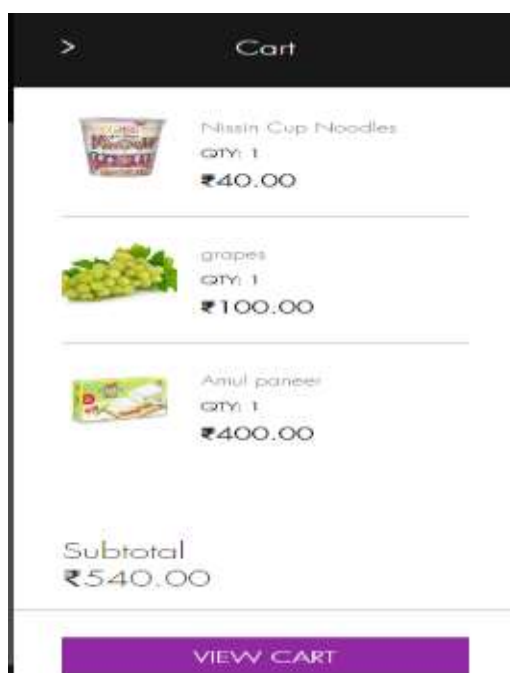 > Cart
Nissin Cup Noodles
QTY: 1
₹40.00
grapes
QTY: 1
₹100.00
Amul paneer
QTY: 1
₹400.00
Subtotal
₹540.00
VIEW CART